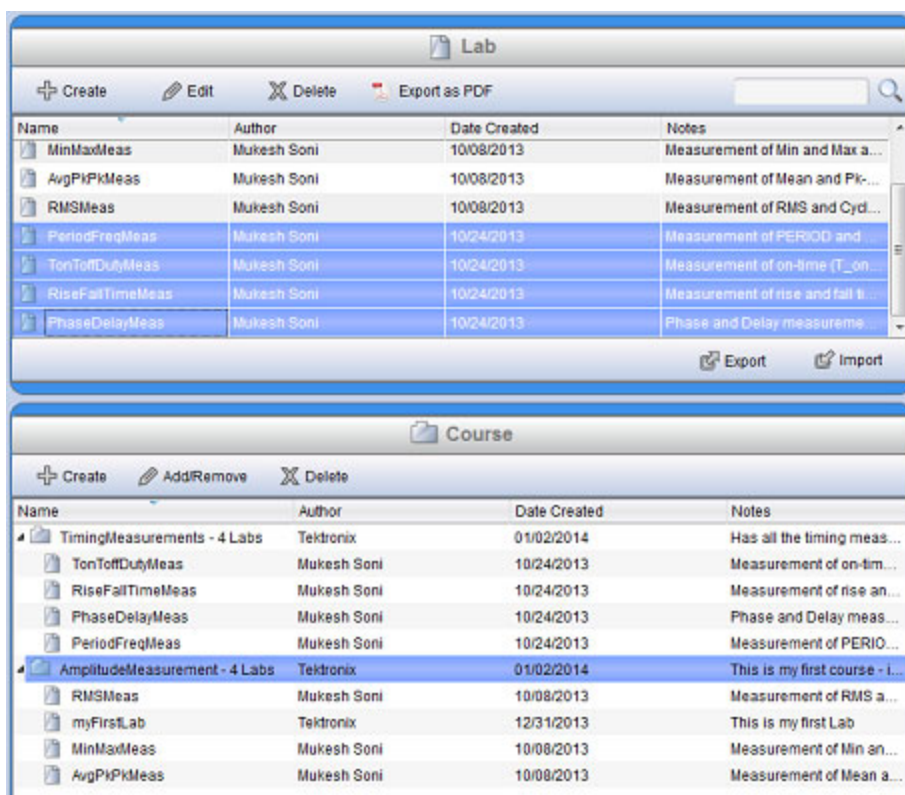 Lab
Create Edit Delete Export as PDF
Name Author Date Created Notes
MinMaxMeas Mukesh Soni 10/08/2013 Measurement of Min and Max a...
AvgPkPkMeas Mukesh Soni 10/08/2013 Measurement of Mean and Pk-...
RMSMeas Mukesh Soni 10/08/2013 Measurement of RMS and Cycl...
PeriodFreqMeas Mukesh Soni 10/24/2013 Measurement of PERIOD and ...
TonToffDutyMeas Mukesh Soni 10/24/2013 Measurement of on-time (T_on...
RiseFallTimeMeas Mukesh Soni 10/24/2013 Measurement of rise and fall ti...
PhaseDelayMeas Mukesh Soni 10/24/2013 Phase and Delay measureme...
Export Import
Course
Create Add/Remove Delete
Name Author Date Created Notes
TimingMeasurements - 4 Labs Tektronix 01/02/2014 Has all the timing meas...
TonToffDutyMeas Mukesh Soni 10/24/2013 Measurement of on-tim...
RiseFallTimeMeas Mukesh Soni 10/24/2013 Measurement of rise an...
PhaseDelayMeas Mukesh Soni 10/24/2013 Phase and Delay meas...
PeriodFreqMeas Mukesh Soni 10/24/2013 Measurement of PERIO...
AmplitudeMeasurement - 4 Labs Tektronix 01/02/2014 This is my first course - i...
RMSMeas Mukesh Soni 10/08/2013 Measurement of RMS a...
myFirstLab Tektronix 12/31/2013 This is my first Lab
MinMaxMeas Mukesh Soni 10/08/2013 Measurement of Min an...
AvgPkPkMeas Mukesh Soni 10/08/2013 Measurement of Mean a...